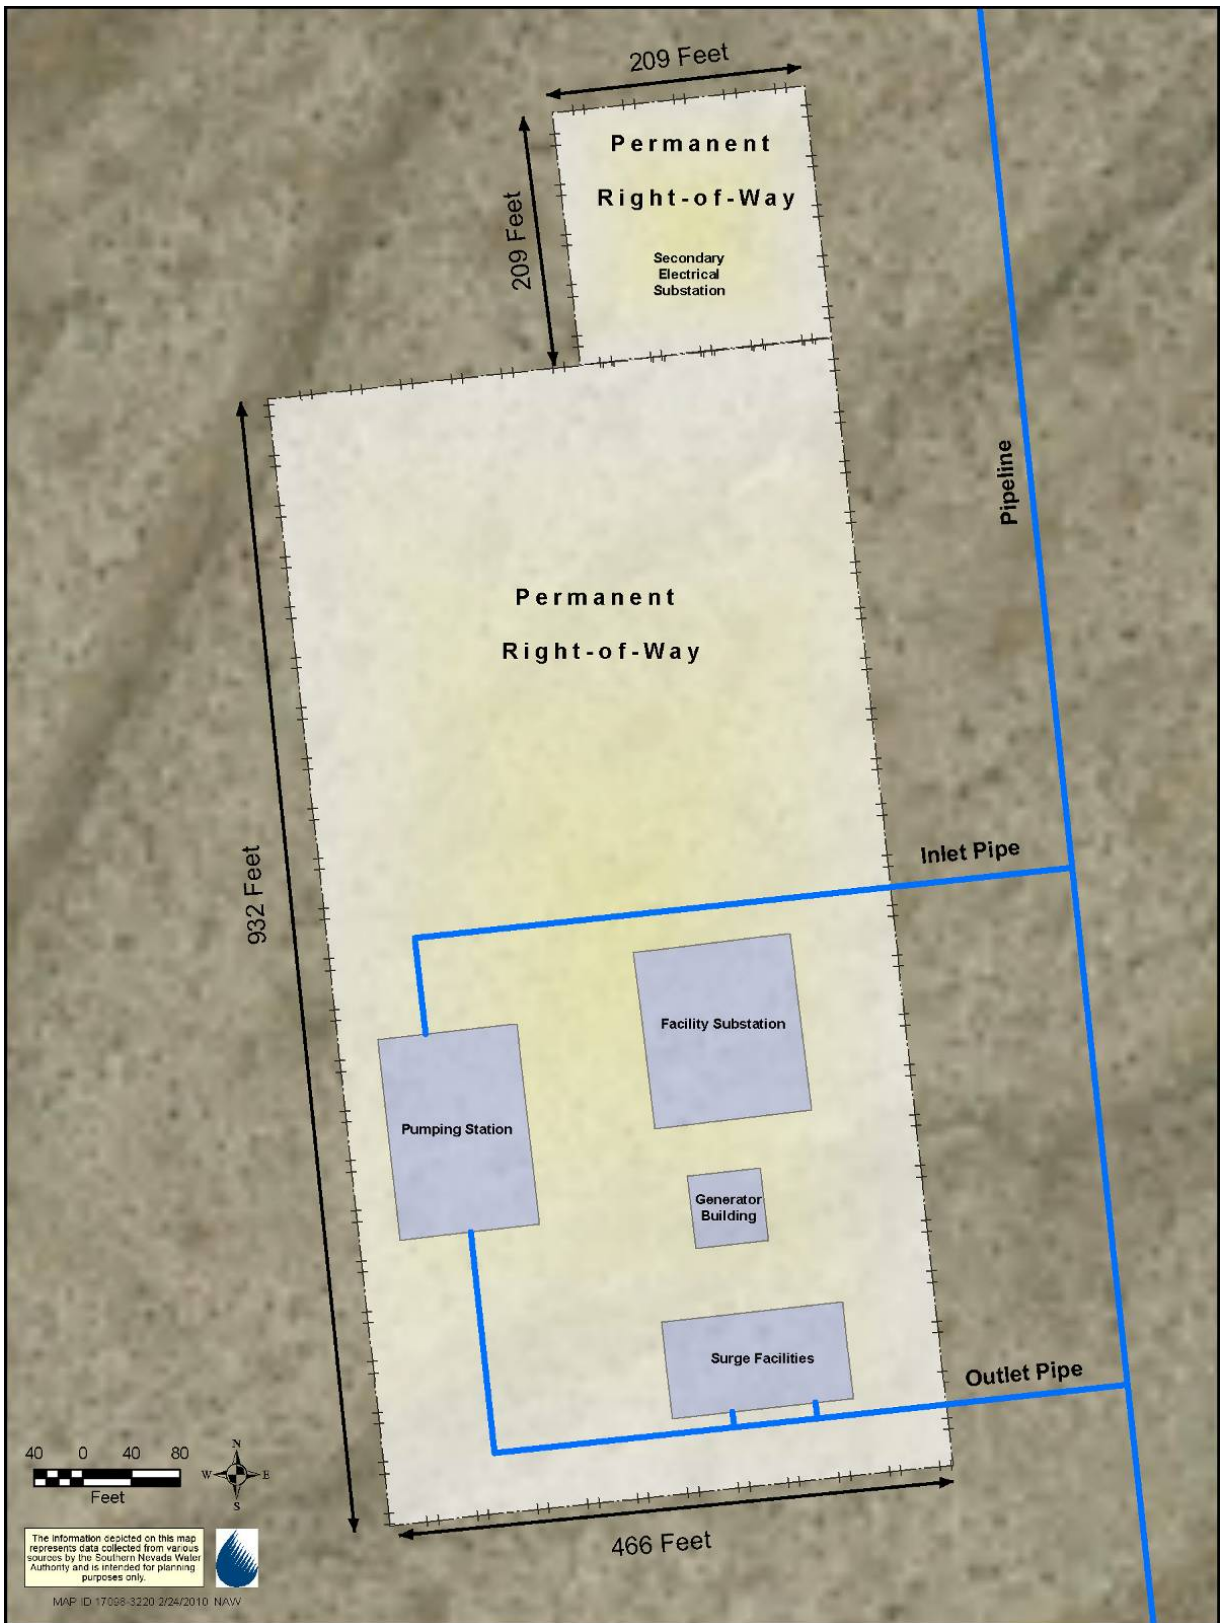 209 Feet
Permanent
Right-of-Way
209 Feet
Secondary
Electrical
Substation
Pipeline
Permanent
Right-of-Way
Inlet Pipe
932 Feet
Facility Substation
Pumping Station
Generator
Building
Surge Facilities
Outlet Pipe
466 Feet
40 0 40 80
Feet
N
W E
S
The information depicted on this map
represents data collected from various
sources by the Southern Nevada Water
Authority and is intended for planning
purposes only.
MAP ID 17098-3220 2/24/2010 NAW